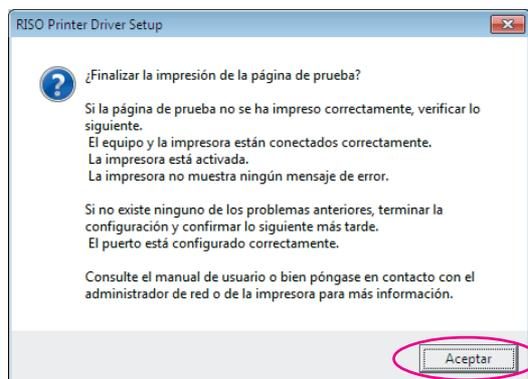 RISO Printer Driver Setup
¿Finalizar la impresión de la página de prueba?
Si la página de prueba no se ha impreso correctamente, verificar lo
siguiente.
El equipo y la impresora están conectados correctamente.
La impresora está activada.
La impresora no muestra ningún mensaje de error.
Si no existe ninguno de los problemas anteriores, terminar la
configuración y confirmar lo siguiente más tarde.
El puerto está configurado correctamente.
Consulte el manual de usuario o bien póngase en contacto con el
administrador de red o de la impresora para más información.
Aceptar